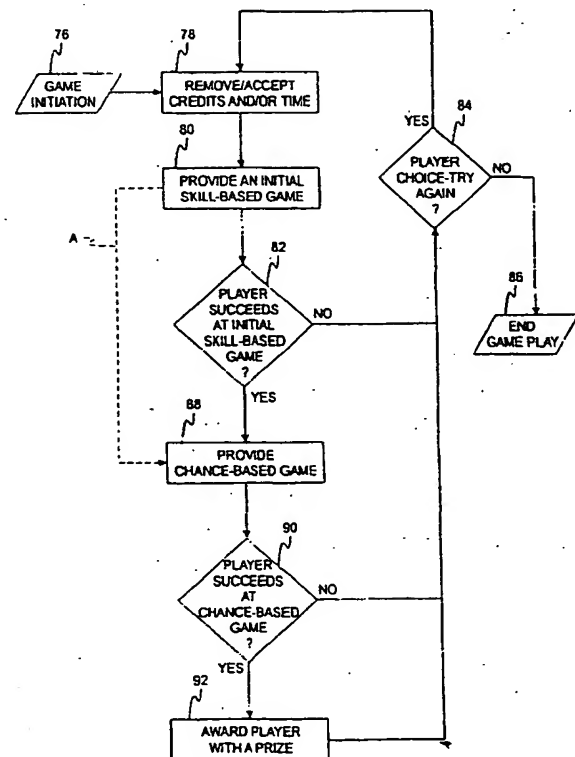 76
GAME
INITIATION
78
REMOVE/ACCEPT
CREDITS AND/OR TIME
80
PROVIDE AN INITIAL
SKILL-BASED GAME
A
82
PLAYER
SUCCEEDS
AT INITIAL
SKILL-BASED
GAME
?
NO
YES
84
YES
PLAYER
CHOICE-TRY
AGAIN
?
NO
86
END
GAME PLAY
88
PROVIDE
CHANCE-BASED GAME
90
PLAYER
SUCCEEDS
AT
CHANCE-BASED
GAME
?
NO
YES
92
AWARD PLAYER
WITH A PRIZE